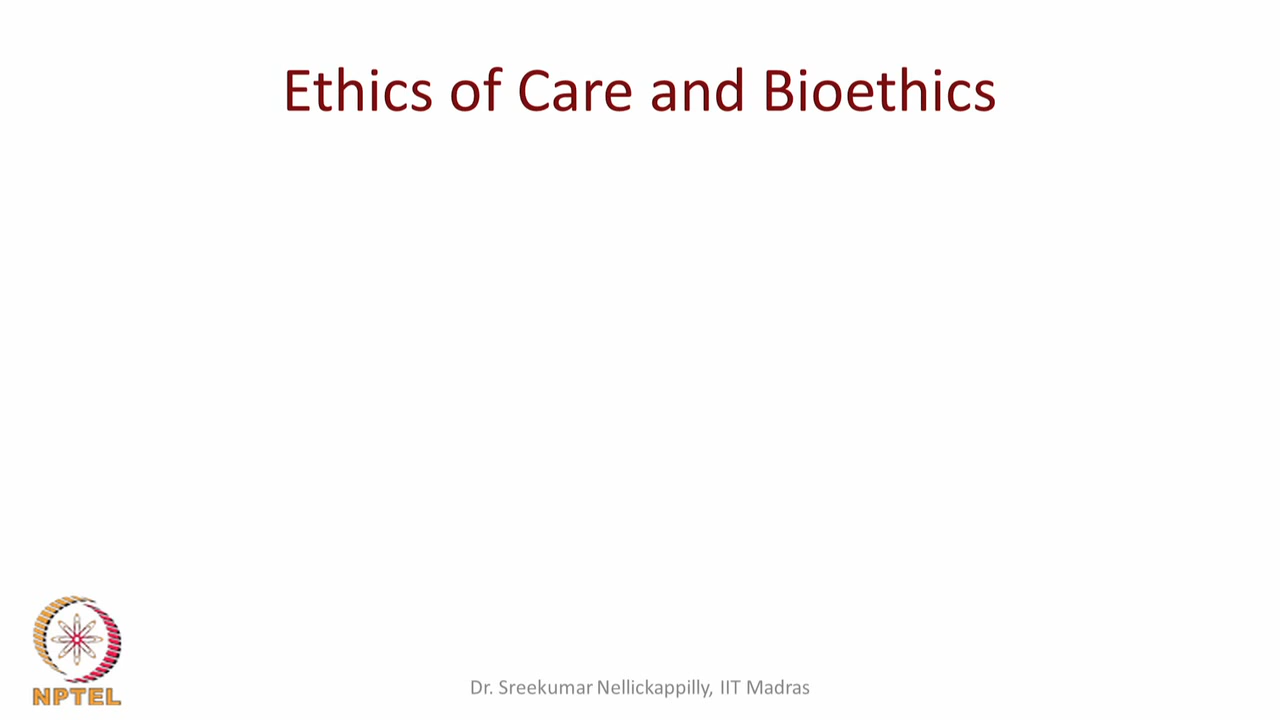 Ethics of Care and Bioethics
NPTEL
Dr. Sreekumar Nellickappilly, IIT Madras